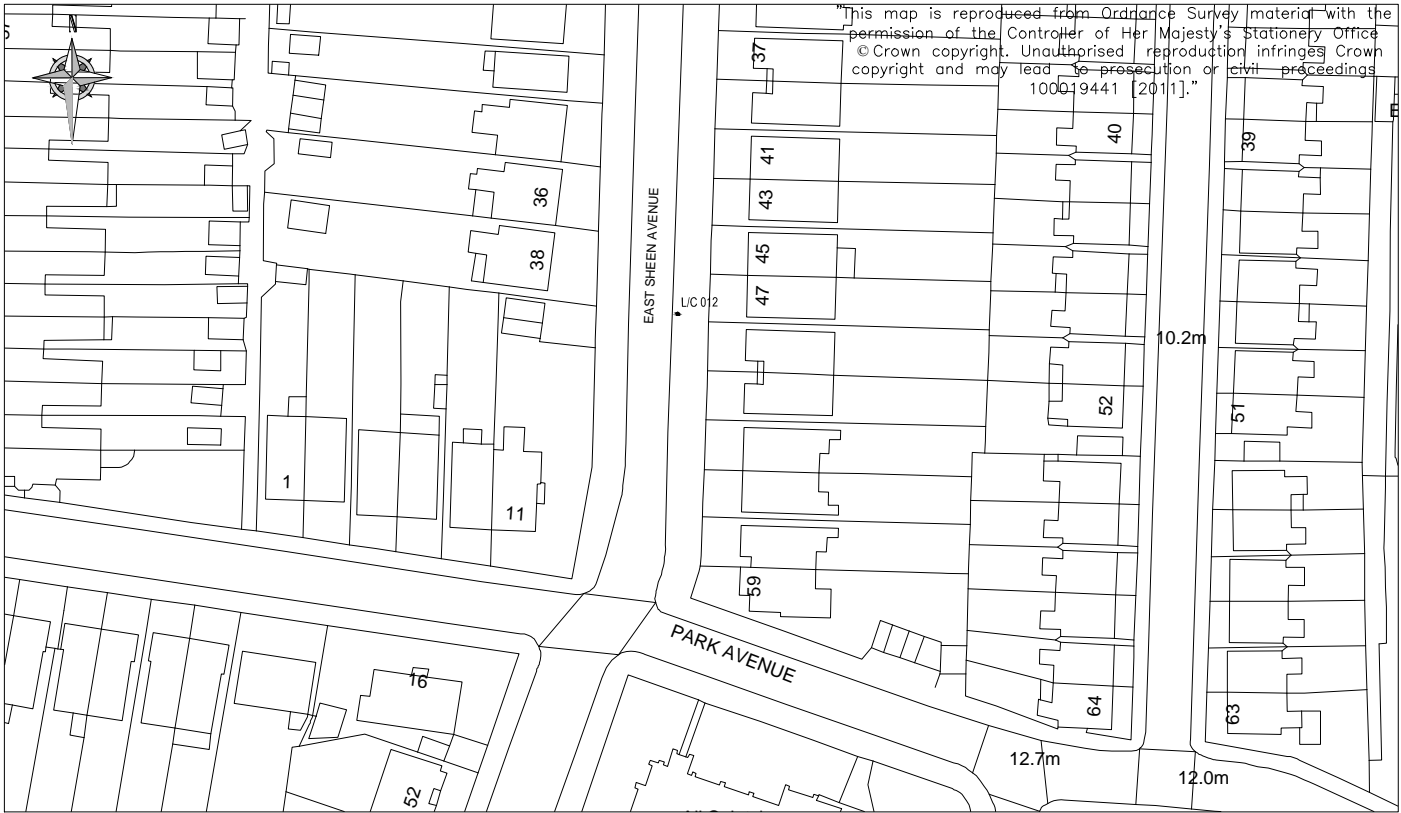 "This map is reproduced from Ordnance Survey material with the
permission of the Controller of Her Majesty's Stationery Office
© Crown copyright. Unauthorised reproduction infringes Crown
copyright and may lead to prosecution or civil proceedings
100019441 [2011]."
N
37
40
39
41
36
43
45
38
47
EAST SHEEN AVENUE
L/C 012
10.2m
52
51
1
11
59
PARK AVENUE
16
64
63
12.7m
12.0m
52